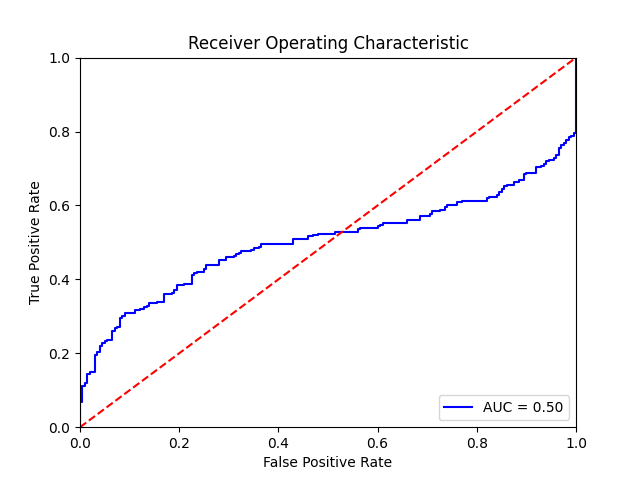 Receiver Operating Characteristic
1.0
0.8
0.6
0.4
0.2
0.0
True Positive Rate
AUC = 0.50
0.0 0.2 0.4 0.6 0.8 1.0
False Positive Rate